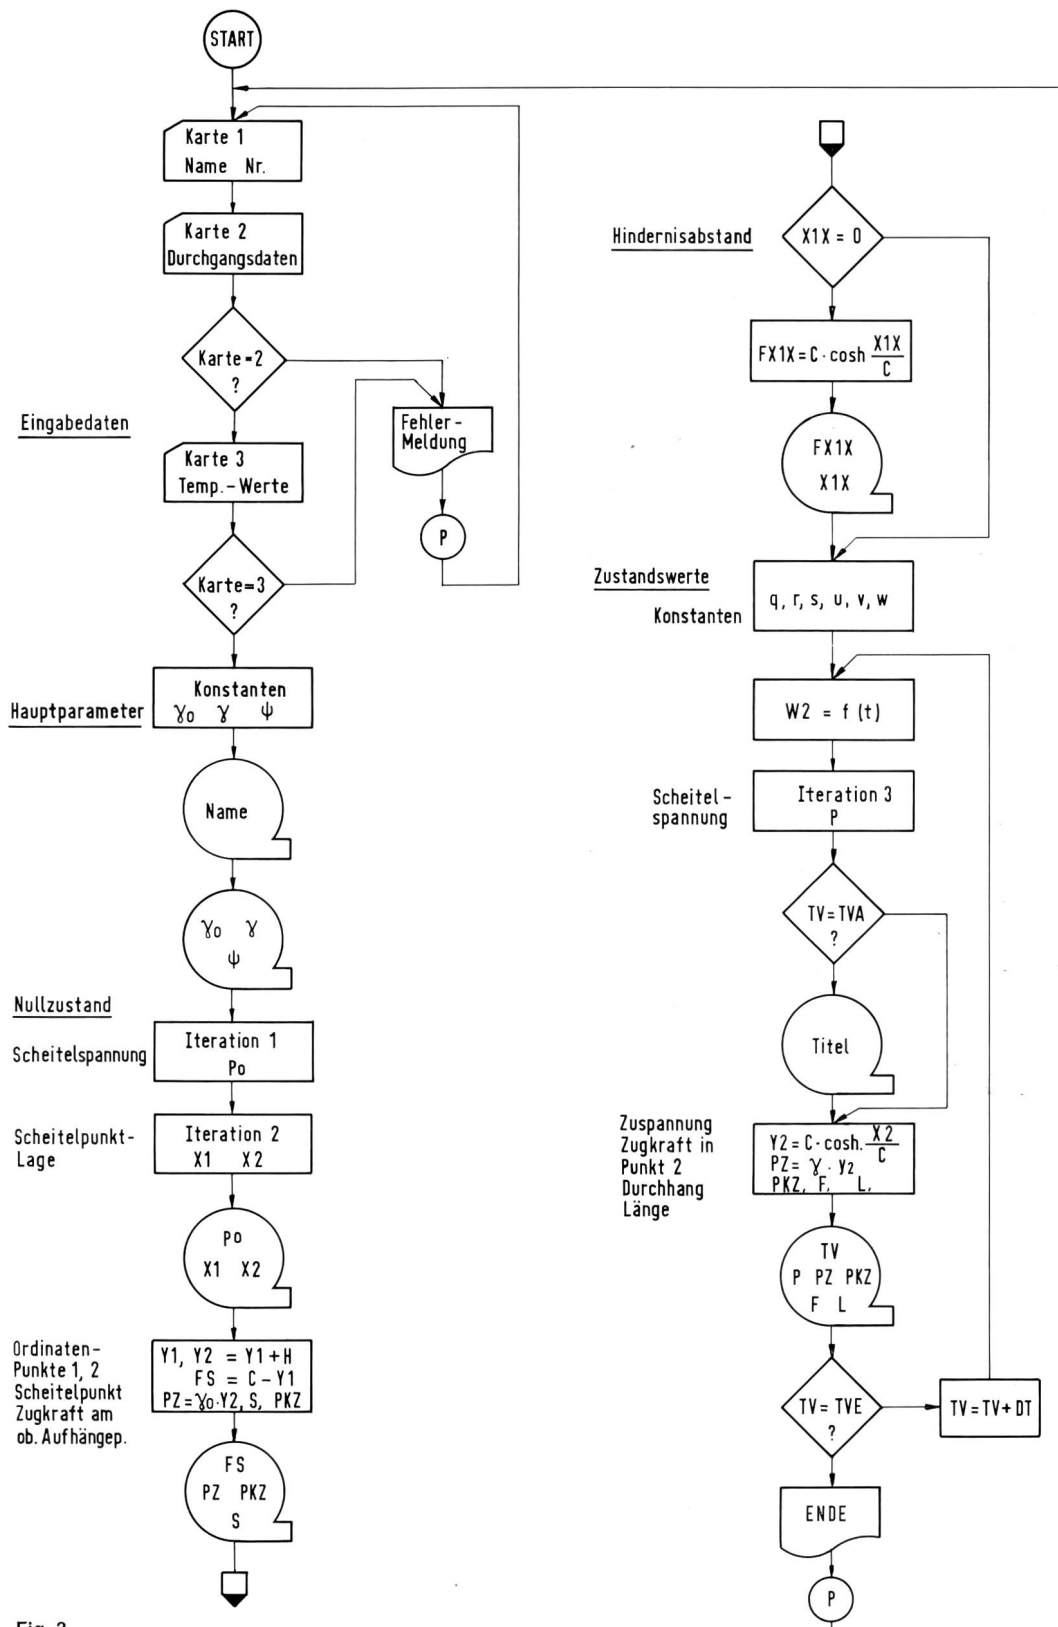 START
Karte 1
Name Nr.
Karte 2
Durchgangsdaten
Karte=2
?
Eingabedaten
Fehler-
Meldung
Karte 3
Temp.-Werte
P
Karte=3
?
Hauptparameter
Konstanten
γ₀ γ ψ
Name
γ₀ γ
ψ
Nullzustand
Scheitelspannung
Iteration 1
Po
Scheitelpunkt-
Lage
Iteration 2
X1 X2
Po
X1 X2
Ordinaten-
Punkte 1, 2
Scheitelpunkt
Zugkraft am
ob. Aufhängep.
Y1, Y2 = Y1+H
FS = C-Y1
PZ=γ₀·Y2, S, PKZ
FS
PZ PKZ
S
Hindernisabstand
X1X = 0
FX1X = C · cosh X1X/C
FX1X
X1X
Zustandswerte
Konstanten
q, r, s, u, v, w
W2 = f (t)
Scheitel-
spannung
Iteration 3
P
TV=TVA
?
Titel
Zuspannung
Zugkraft in
Punkt 2
Durchhang
Länge
Y2 = C·cosh. X2/C
PZ = γ · Y2
PKZ, F, L,
TV
P PZ PKZ
F L
TV = TVE
?
TV=TV+DT
ENDE
P